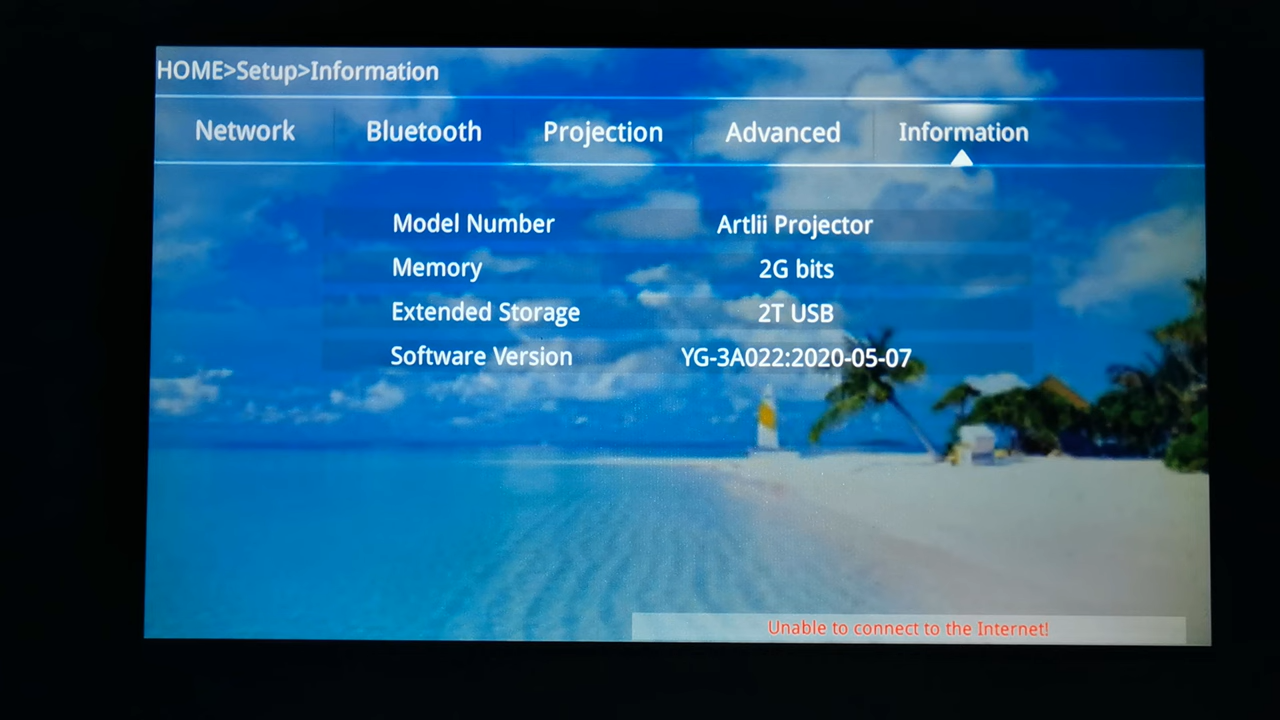 HOME>Setup>Information
Network Bluetooth Projection Advanced Information
Model Number Artlii Projector
Memory 2G bits
Extended Storage 2T USB
Software Version YG-3A022:2020-05-07
Unable to connect to the Internet!